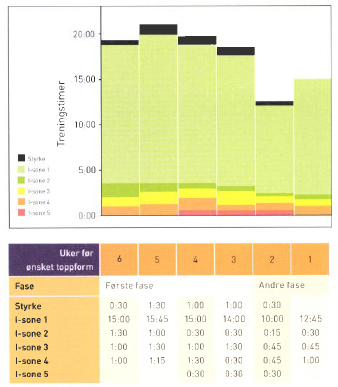 20:00
15:00
10:00
5:00
0:00
Treningstimer
Styrke
I-sone 1
I-sone 2
I-sone 3
I-sone 4
I-sone 5
Uker før ønsket toppform 6 5 4 3 2 1
Fase Første fase Andre fase
Styrke 0:30 1:30 1:00 1:00 0:30
I-sone 1 15:00 15:45 15:00 14:00 10:00 12:45
I-sone 2 1:30 1:00 0:30 0:30 0:15 0:30
I-sone 3 1:00 1:30 1:00 1:30 0:45 0:45
I-sone 4 1:00 1:15 1:30 0:30 0:45 1:00
I-sone 5 0:30 0:36 0:30